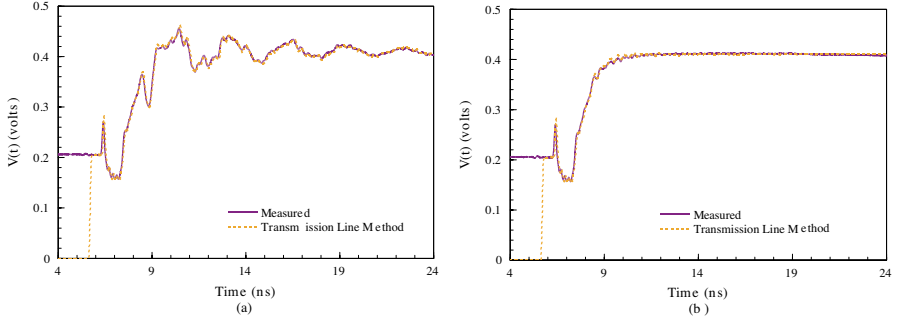 0.5
0.4
0.3
0.2
0.1
0
V(t) (volts)
4
9
14
19
24
Time (ns)
(a)
Measured
Transm ission Line Method
0.5
0.4
0.3
0.2
0.1
0
V(t) (volts)
4
9
14
19
24
Time (ns)
(b )
Measured
Transmission Line Method